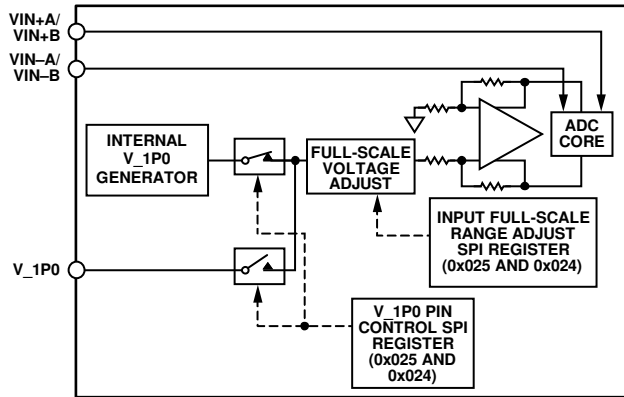 VIN+A/
VIN+B
VIN–A/
VIN–B
INTERNAL
V_1P0
GENERATOR
FULL-SCALE
VOLTAGE
ADJUST
ADC
CORE
INPUT FULL-SCALE
RANGE ADJUST
SPI REGISTER
(0x025 AND 0x024)
V_1P0
V_1P0 PIN
CONTROL SPI
REGISTER
(0x025 AND
0x024)